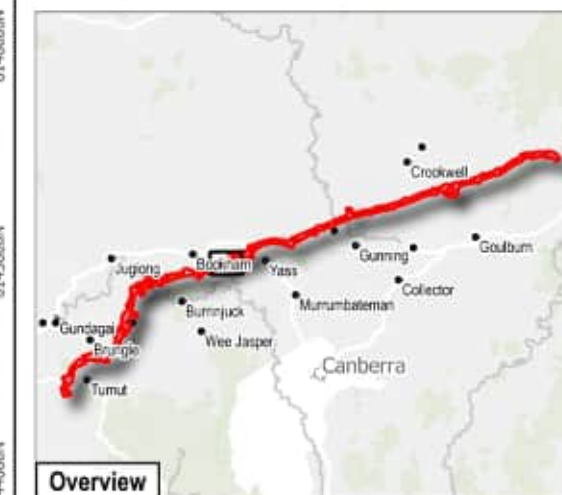 Crookwell
Goulburn
Gunning
Bookham
Yass
Jugiong
Collector
Burrinjuck
Murrumbateman
Gundagai
Wee Jasper
Brungle
Canberra
Tumut
Overview